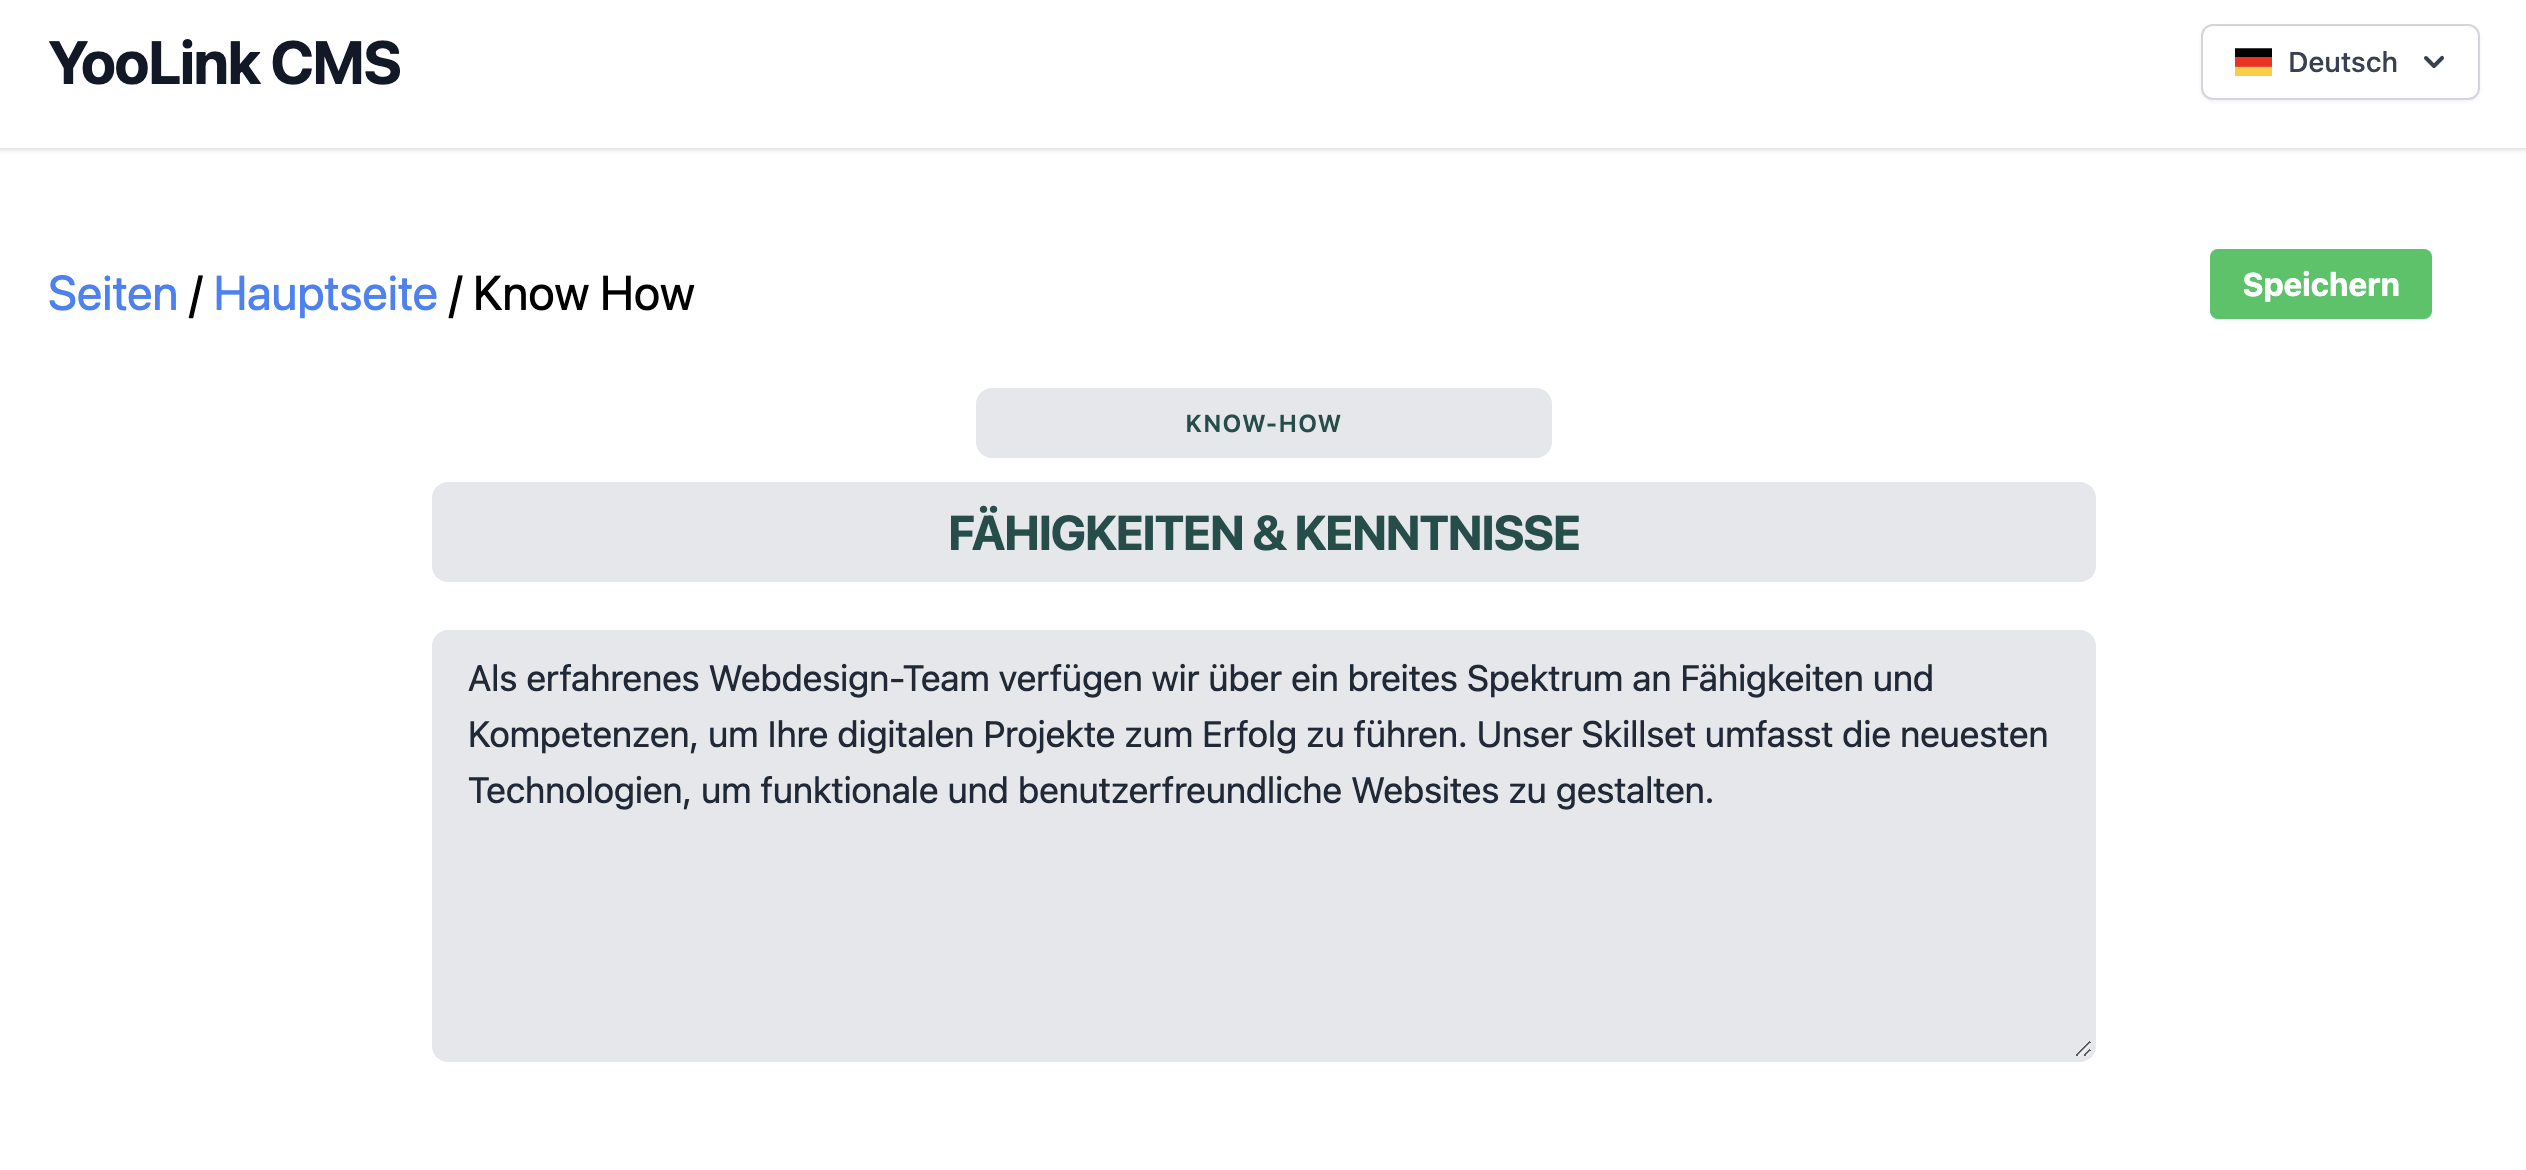 YooLink CMS
Deutsch
Seiten / Hauptseite / Know How
Speichern
KNOW-HOW
FÄHIGKEITEN & KENNTNISSE
Als erfahrenes Webdesign-Team verfügen wir über ein breites Spektrum an Fähigkeiten und
Kompetenzen, um Ihre digitalen Projekte zum Erfolg zu führen. Unser Skillset umfasst die neuesten
Technologien, um funktionale und benutzerfreundliche Websites zu gestalten.